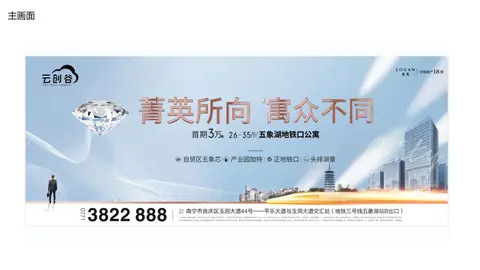 主画面
云创谷
LOGAN
龙光
菁英所向 寓众不同
首期3万起 26-35㎡五象湖地铁口公寓
自贸区五象芯 产业园加持 正地铁口 头排湖景
0771 3822 888
南宁市良庆区玉洞大道44号——平乐大道与玉洞大道交汇处（地铁三号线五象湖站B出口）